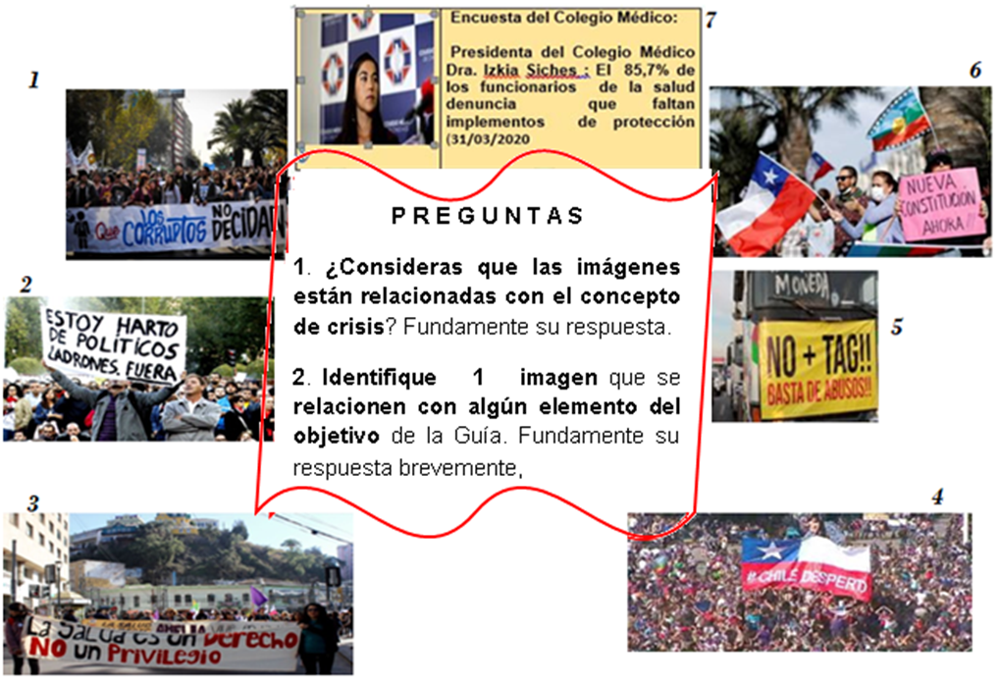 7
Encuesta del Colegio Médico:
Presidenta del Colegio Médico
Dra. Izkia Siches : El 85,7% de
los funcionarios de la salud
denuncia que faltan
implementos de protección
(31/03/2020
1
Que LOS CORRUPTOS NO DECIDAN
2
ESTOY HARTO
DE POLÍTICOS
LADRONES. FUERA
3
La Salud es un Derecho
NO un Privilegio
PREGUNTAS
1. ¿Consideras que las imágenes
están relacionadas con el concepto
de crisis? Fundamente su respuesta.
2. Identifique 1 imagen que se
relacionen con algún elemento del
objetivo de la Guía. Fundamente su
respuesta brevemente,
6
NUEVA
CONSTITUCIÓN
AHORA!!
5
MONEDA
NO + TAG!!
BASTA DE ABUSOS!!
4
#CHILE DESPERTÓ